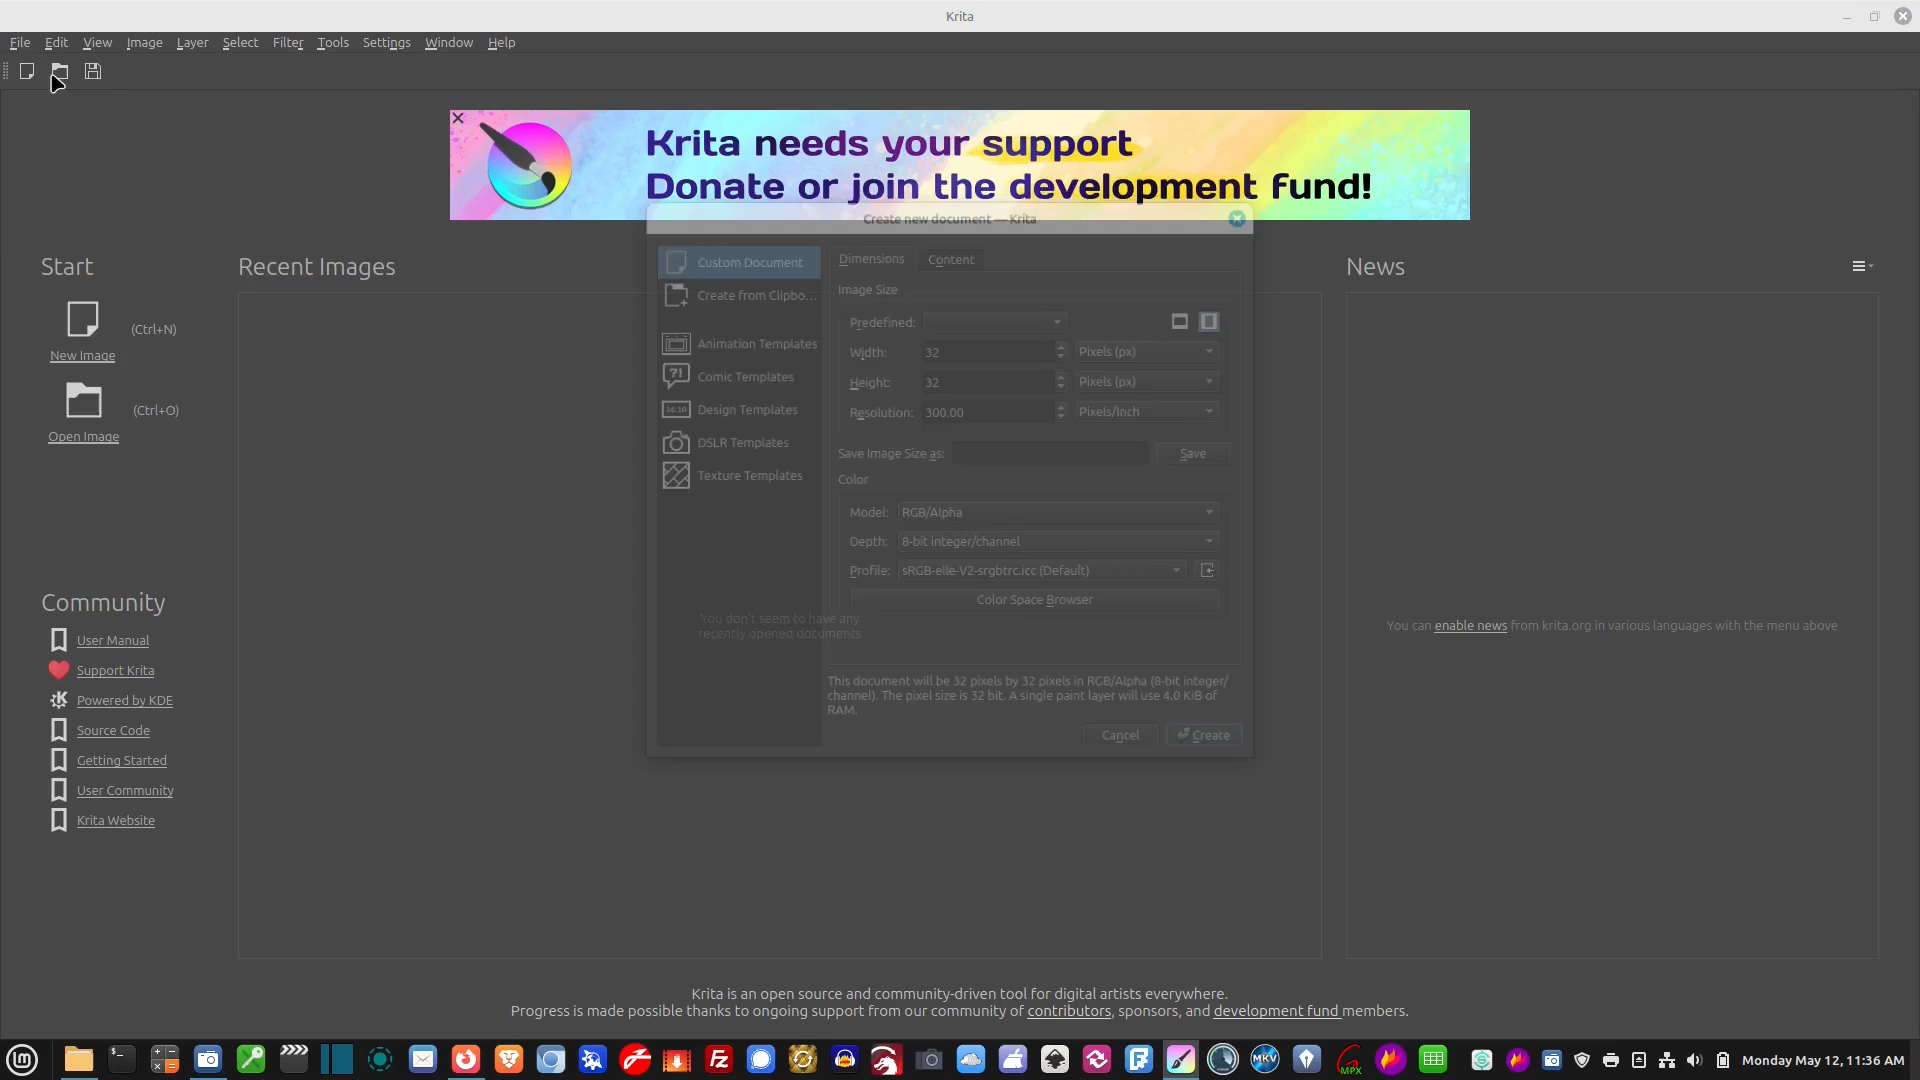 Krita
File Edit View Image Layer Select Filter Tools Settings Window Help
Krita needs your support
Donate or join the development fund!
Create new document — Krita
Start
Recent Images
News
(Ctrl+N)
New Image
(Ctrl+O)
Open Image
Custom Document
Create from Clipbo...
Animation Templates
Comic Templates
Design Templates
DSLR Templates
Texture Templates
Dimensions Content
Image Size
Predefined:
Width: 32 Pixels (px)
Height: 32 Pixels (px)
Resolution: 300.00 Pixels/Inch
Save Image Size as: Save
Color
Model: RGB/Alpha
Depth: 8-bit integer/channel
Profile: sRGB-elle-V2-srgbtrc.icc (Default)
Color Space Browser
You don't seem to have any
recently opened documents
This document will be 32 pixels by 32 pixels in RGB/Alpha (8-bit integer/
channel). The pixel size is 32 bit. A single paint layer will use 4.0 KiB of
RAM.
Cancel Create
You can enable news from krita.org in various languages with the menu above
Community
User Manual
Support Krita
Powered by KDE
Source Code
Getting Started
User Community
Krita Website
Krita is an open source and community-driven tool for digital artists everywhere.
Progress is made possible thanks to ongoing support from our community of contributors, sponsors, and development fund members.
Monday May 12, 11:36 AM